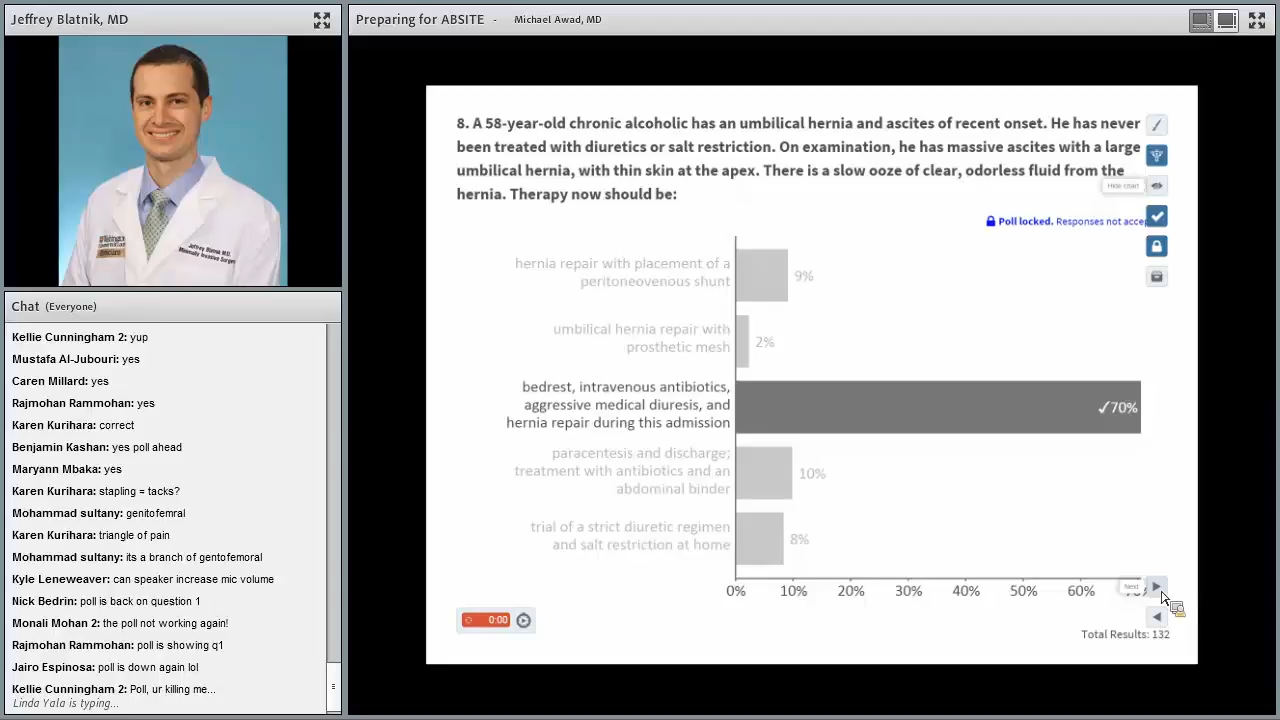 Jeffrey Blatnik, MD
Preparing for ABSITE - Michael Awad, MD
Jeffrey Blatnik M.D.
Minimally Invasive Surgery
Chat (Everyone)
Kellie Cunningham 2: yup
Mustafa Al-Jubouri: yes
Caren Millard: yes
Rajmohan Rammohan: yes
Karen Kurihara: correct
Benjamin Kashan: yes poll ahead
Maryann Mbaka: yes
Karen Kurihara: stapling = tacks?
Mohammad sultany: genitofemral
Karen Kurihara: triangle of pain
Mohammad sultany: its a branch of gentofemoral
Kyle Leneweaver: can speaker increase mic volume
Nick Bedrin: poll is back on question 1
Monali Mohan 2: the poll not working again!
Rajmohan Rammohan: poll is showing q1
Jairo Espinosa: poll is down again lol
Kellie Cunningham 2: Poll, ur killing me...
Linda Yala is typing...
8. A 58-year-old chronic alcoholic has an umbilical hernia and ascites of recent onset. He has never
been treated with diuretics or salt restriction. On examination, he has massive ascites with a large
umbilical hernia, with thin skin at the apex. There is a slow ooze of clear, odorless fluid from the
hernia. Therapy now should be:
Hide chart
Poll locked. Responses not acce
hernia repair with placement of a
peritoneovenous shunt
9%
umbilical hernia repair with
prosthetic mesh
2%
bedrest, intravenous antibiotics,
aggressive medical diuresis, and
hernia repair during this admission
✓70%
paracentesis and discharge;
treatment with antibiotics and an
abdominal binder
10%
trial of a strict diuretic regimen
and salt restriction at home
8%
0% 10% 20% 30% 40% 50% 60%
Next
0:00
Total Results: 132